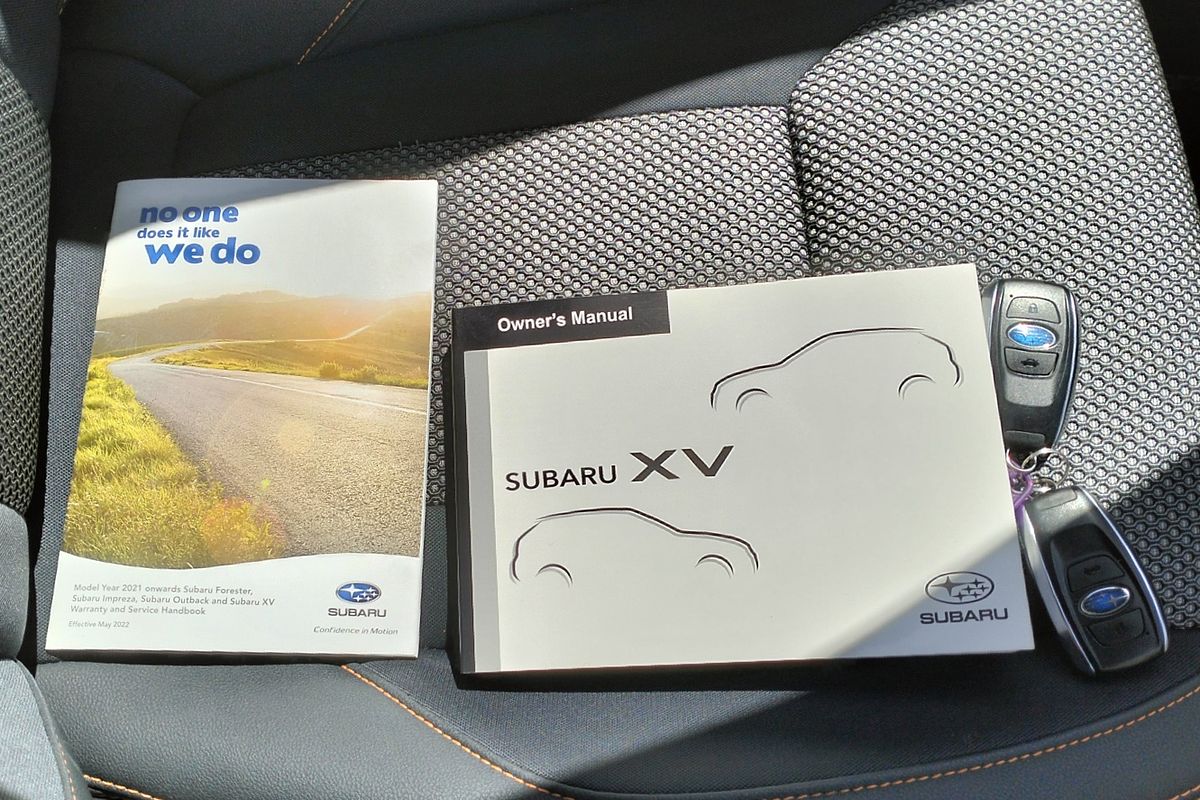 no one
does it like
we do
Model Year 2021 onwards Subaru Forester,
Subaru Impreza, Subaru Outback and Subaru XV
Warranty and Service Handbook
Effective May 2022
SUBARU
Confidence in Motion
Owner's Manual
SUBARU XV
SUBARU